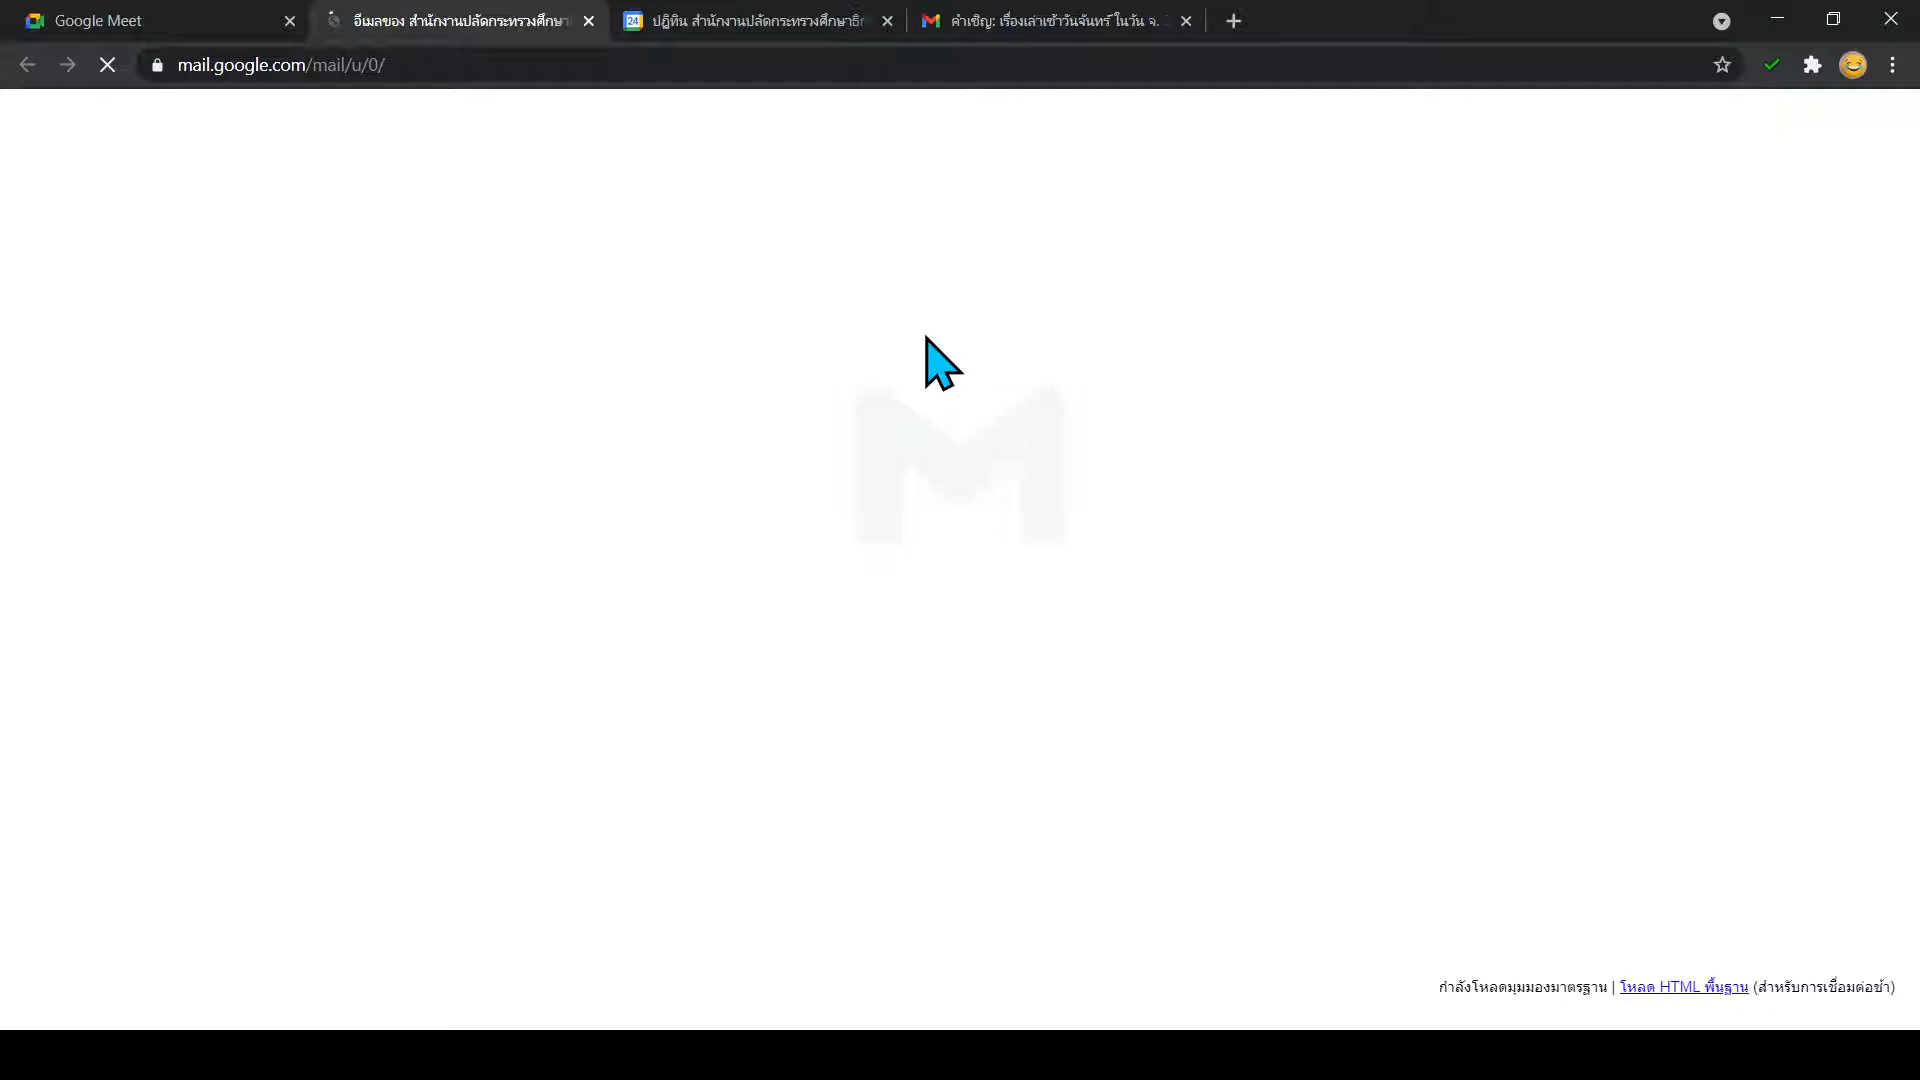 Google Meet
อีเมลของ สำนักงานปลัดกระทรวงศึกษา
24 ปฏิทิน สำนักงานปลัดกระทรวงศึกษาธิก
คำเชิญ: เรื่องเล่าเช้าวันจันทร์ ในวัน จ.
mail.google.com/mail/u/0/
กำลังโหลดมุมมองมาตรฐาน | โหลด HTML พื้นฐาน (สำหรับการเชื่อมต่อช้า)